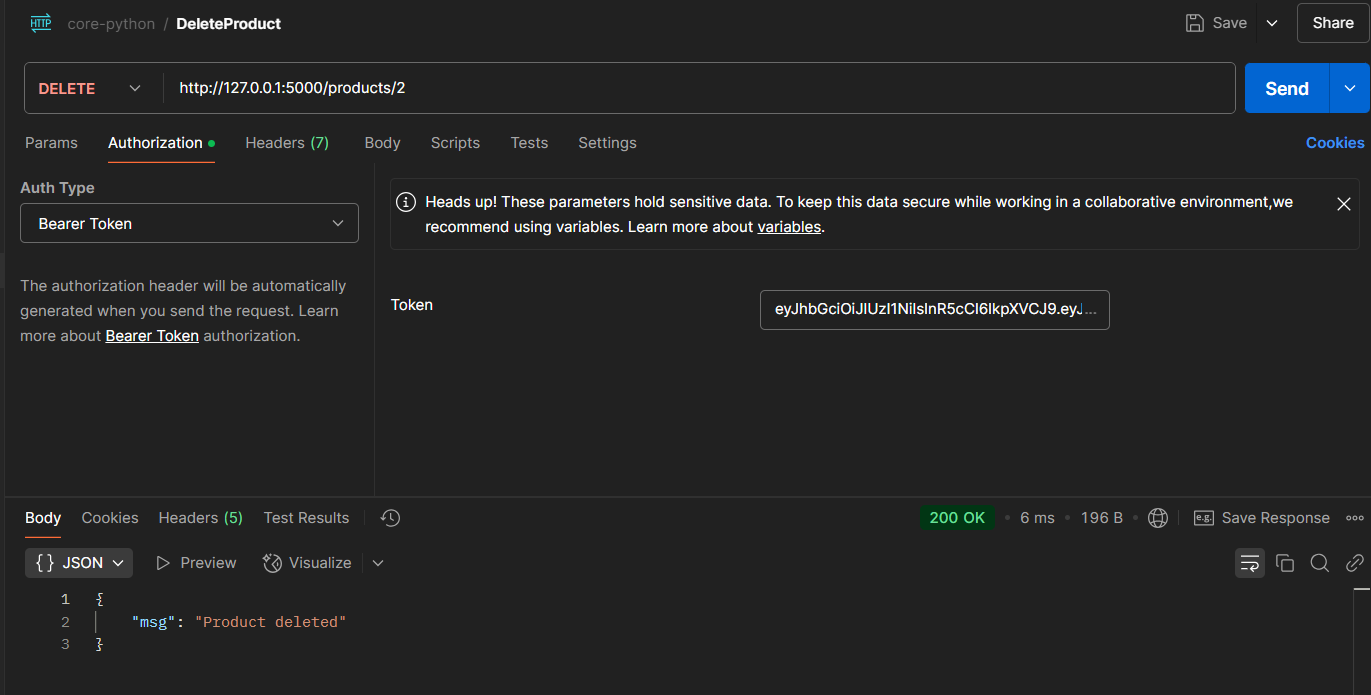 HTTP core-python / DeleteProduct Save Share
DELETE http://127.0.0.1:5000/products/2 Send
Params Authorization Headers (7) Body Scripts Tests Settings Cookies
Auth Type
Bearer Token
The authorization header will be automatically
generated when you send the request. Learn
more about Bearer Token authorization.
Heads up! These parameters hold sensitive data. To keep this data secure while working in a collaborative environment,we
recommend using variables. Learn more about variables.
Token
eyJhbGciOiJIUzI1NiIsInR5cCI6IkpXVCJ9.eyJ...
Body Cookies Headers (5) Test Results 200 OK • 6 ms • 196 B • e.g. Save Response
{} JSON Preview Visualize
1 {
2 "msg": "Product deleted"
3 }